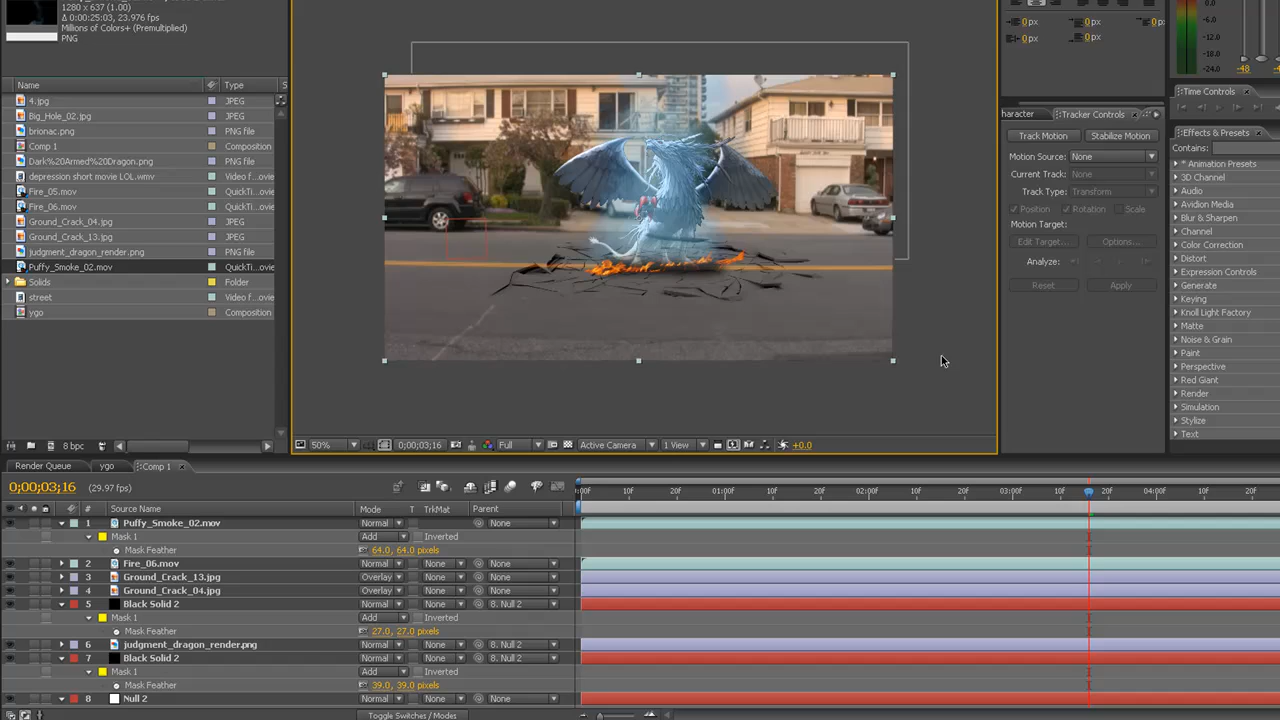 1280 x 637 (1.00)
Δ 0:00:25:03, 23.976 fps
Millions of Colors+ (Premultiplied)
PNG
Name Type S
4.jpg JPEG
Big_Hole_02.jpg JPEG
brionac.png PNG file
Comp 1 Composition
Dark%20Armed%20Dragon.png PNG file
depression short movie LOL.wmv Video f
Fire_05.mov QuickTi...ovie
Fire_06.mov QuickTi...ovie
Ground_Crack_04.jpg JPEG
Ground_Crack_13.jpg JPEG
judgment_dragon_render.png PNG file
Puffy_Smoke_02.mov QuickTi...ovie
Solids Folder
street Video f...ovie
ygo Composition
8 bpc
50% 0;00;03;16 Full Active Camera 1 View +0.0
0 px 0 px 0 px
0 px 0 px
haracter Tracker Controls
Track Motion Stabilize Motion
Motion Source: None
Current Track: None
Track Type: Transform
Position Rotation Scale
Motion Target:
Edit Target... Options...
Analyze:
Reset Apply
0.0
-6.0
-12.0
-18.0
-24.0 -48
Time Controls
Effects & Presets
Contains:
* Animation Presets
3D Channel
Audio
Avidion Media
Blur & Sharpen
Channel
Color Correction
Distort
Expression Controls
Generate
Keying
Knoll Light Factory
Matte
Noise & Grain
Paint
Perspective
Red Giant
Render
Simulation
Stylize
Text
Render Queue ygo Comp 1
0;00;03;16 (29.97 fps)
# Source Name Mode T TrkMat Parent
:00F 10F 20F 01:00F 10F 20F 02:00F 10F 20F 03:00F 10F 20F 04:00F 10F 20F
1 Puffy_Smoke_02.mov Normal None
Mask 1 Add Inverted
Mask Feather 64.0, 64.0 pixels
2 Fire_06.mov Normal None None
3 Ground_Crack_13.jpg Overlay None None
4 Ground_Crack_04.jpg Overlay None None
5 Black Solid 2 Normal None 8. Null 2
Mask 1 Add Inverted
Mask Feather 27.0, 27.0 pixels
6 judgment_dragon_render.png Normal None 8. Null 2
7 Black Solid 2 Normal None 8. Null 2
Mask 1 Add Inverted
Mask Feather 39.0, 39.0 pixels
8 Null 2 Normal None None
Toggle Switches / Modes